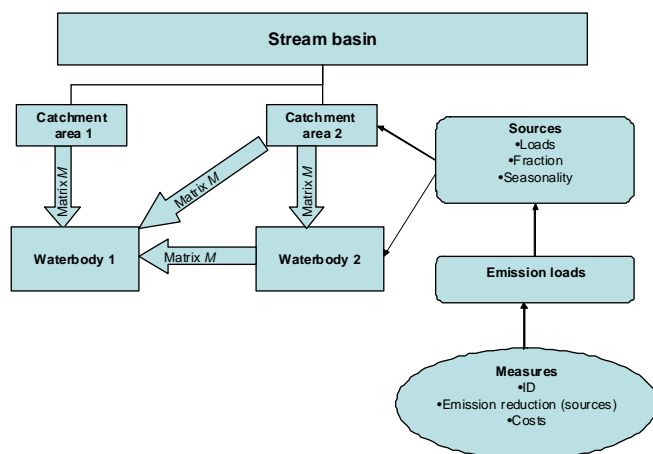 Stream basin
Catchment
area 1
Catchment
area 2
Sources
•Loads
•Fraction
•Seasonality
Matrix M
Matrix M
Matrix M
Waterbody 1
Matrix M
Waterbody 2
Emission loads
Measures
•ID
•Emission reduction (sources)
•Costs